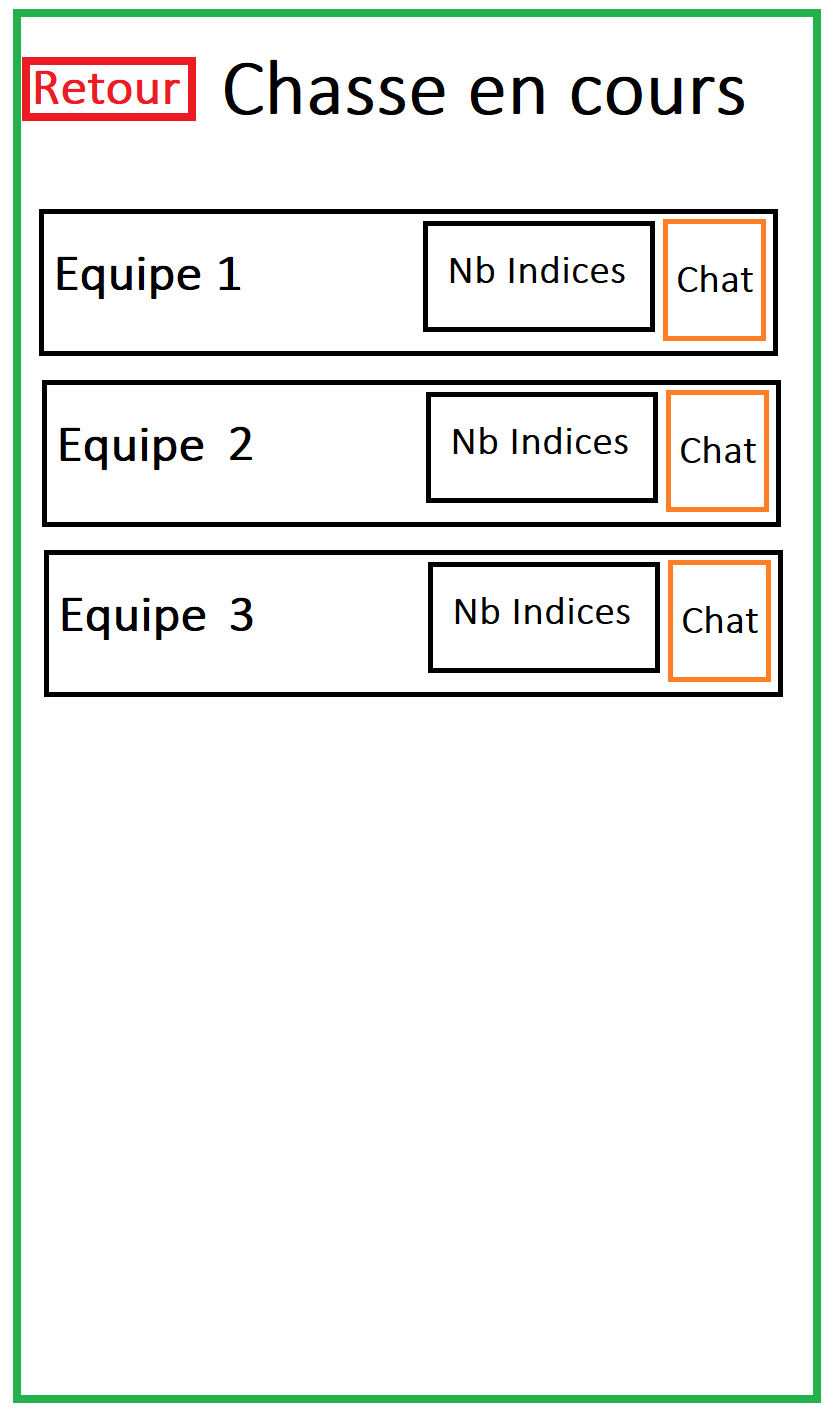 Retour
Chasse en cours
Equipe 1
Nb Indices
Chat
Equipe 2
Nb Indices
Chat
Equipe 3
Nb Indices
Chat